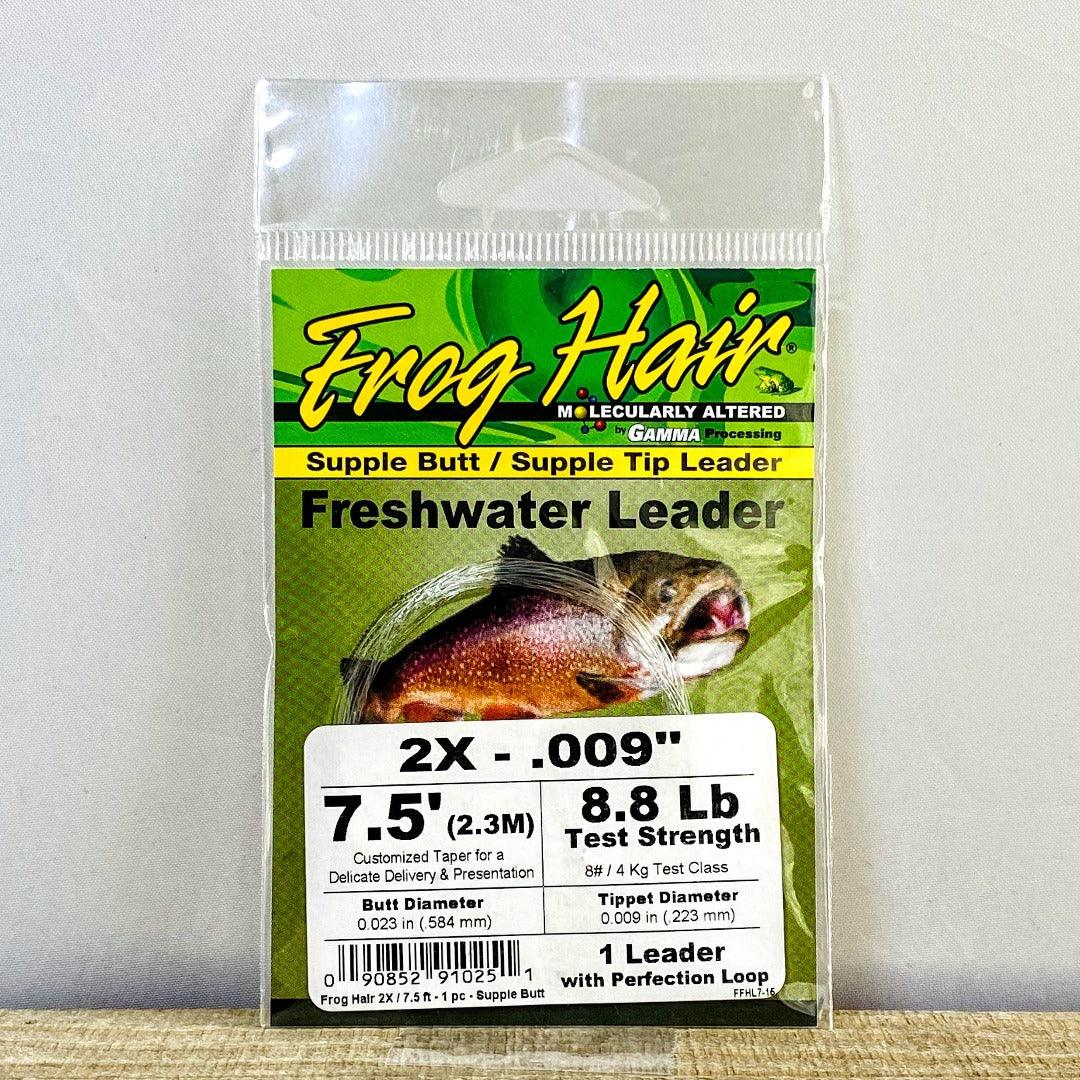 Frog Hair®
MOLECULARLY ALTERED
by GAMMA Processing
Supple Butt / Supple Tip Leader
Freshwater Leader
2X - .009"
7.5' (2.3M)
Customized Taper for a
Delicate Delivery & Presentation
8.8 Lb
Test Strength
8# / 4 Kg Test Class
Butt Diameter
0.023 in (.584 mm)
Tippet Diameter
0.009 in (.223 mm)
0 90852 91025 1
Frog Hair 2X / 7.5 ft - 1 pc - Supple Butt
1 Leader
with Perfection Loop